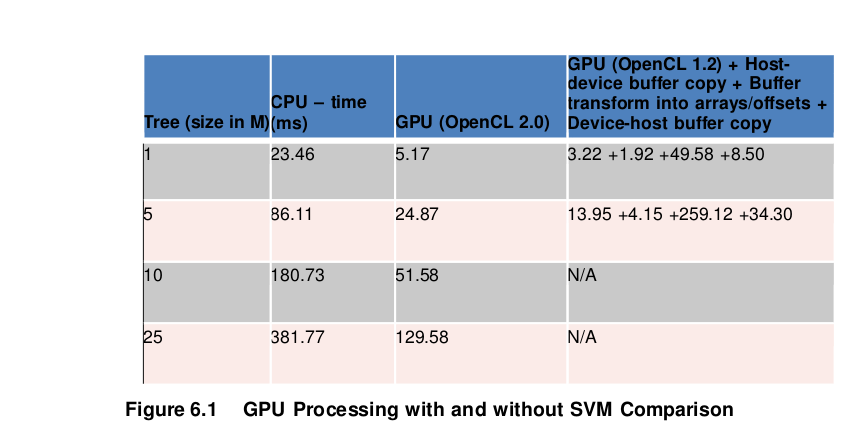 Tree (size in M)
CPU – time
(ms)
GPU (OpenCL 2.0)
GPU (OpenCL 1.2) + Host-
device buffer copy + Buffer
transform into arrays/offsets +
Device-host buffer copy
1
23.46
5.17
3.22 +1.92 +49.58 +8.50
5
86.11
24.87
13.95 +4.15 +259.12 +34.30
10
180.73
51.58
N/A
25
381.77
129.58
N/A
Figure 6.1 GPU Processing with and without SVM Comparison